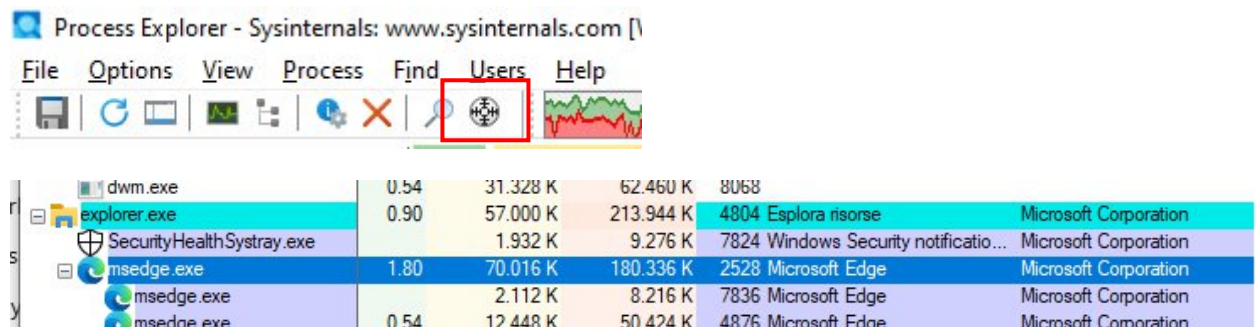 Process Explorer - Sysinternals: www.sysinternals.com [
File Options View Process Find Users Help
dwm.exe 0.54 31.328 K 62.460 K 8068
explorer.exe 0.90 57.000 K 213.944 K 4804 Esplora risorse Microsoft Corporation
SecurityHealthSystray.exe 1.932 K 9.276 K 7824 Windows Security notificatio... Microsoft Corporation
msedge.exe 1.80 70.016 K 180.336 K 2528 Microsoft Edge Microsoft Corporation
msedge.exe 2.112 K 8.216 K 7836 Microsoft Edge Microsoft Corporation
msedge.exe 0.54 12.448 K 50.424 K 4876 Microsoft Edge Microsoft Corporation